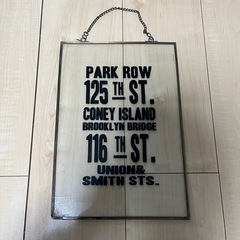 PARK ROW
125 TH ST.
CONEY ISLAND
BROOKLYN BRIDGE
116 TH ST.
UNION&
SMITH STS.